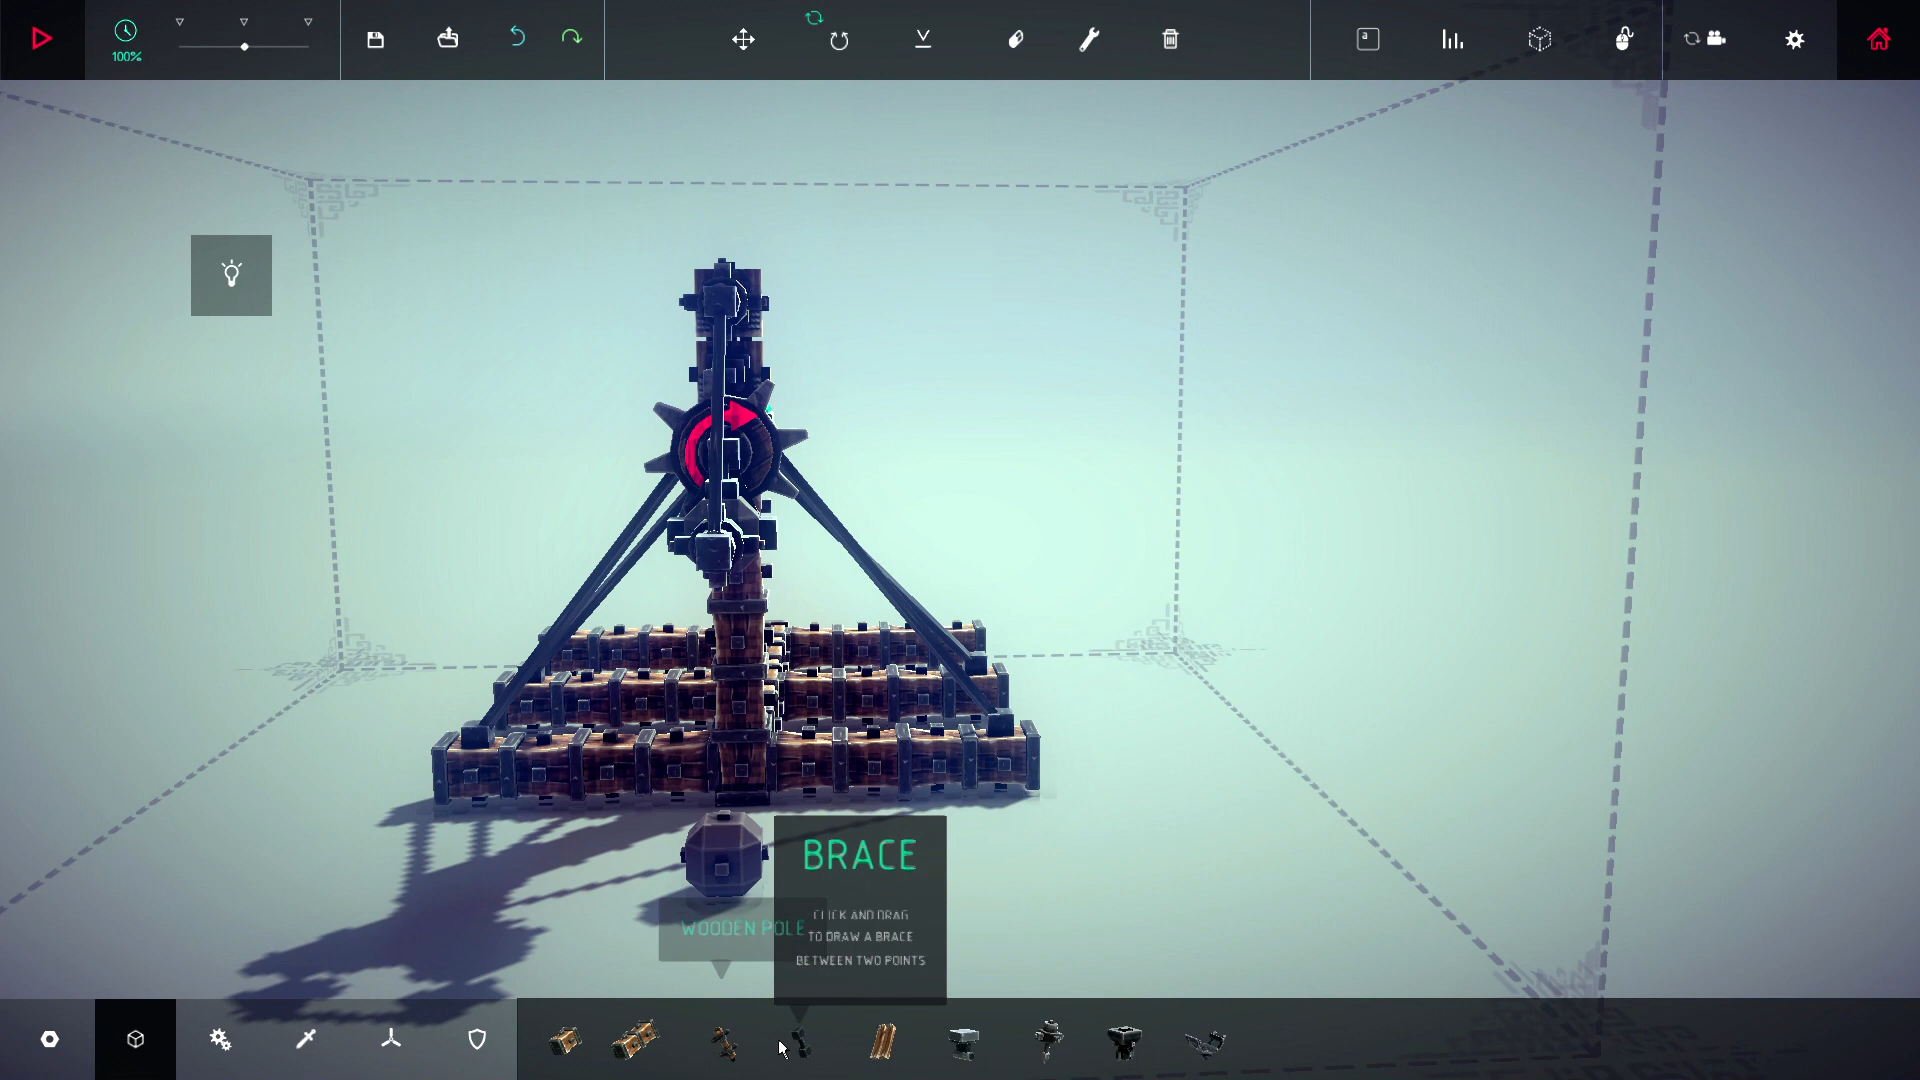 100%
a
BRACE
CLICK AND DRAG
TO DRAW A BRACE
BETWEEN TWO POINTS
WOODEN POLE